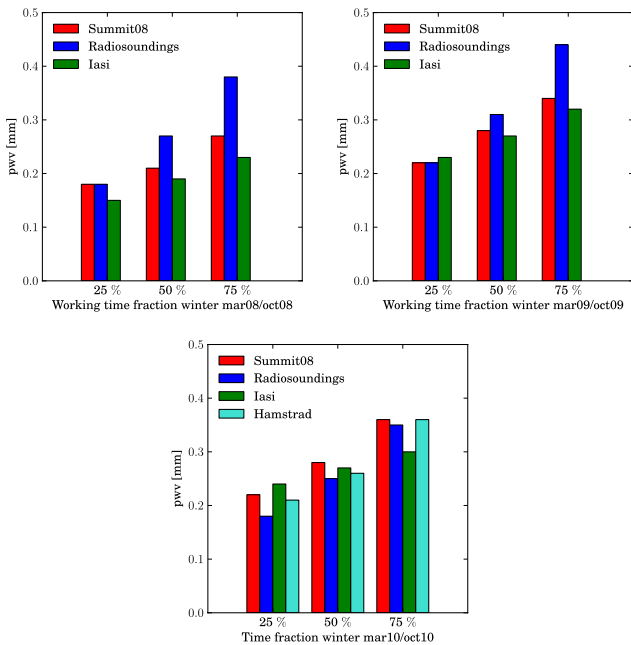 0.5
0.4
0.3
0.2
0.1
0.0
pwv [mm]
Summit08
Radiosoundings
Iasi
25 % 50 % 75 %
Working time fraction winter mar08/oct08
0.5
0.4
0.3
0.2
0.1
0.0
pwv [mm]
Summit08
Radiosoundings
Iasi
25 % 50 % 75 %
Working time fraction winter mar09/oct09
0.5
0.4
0.3
0.2
0.1
0.0
pwv [mm]
Summit08
Radiosoundings
Iasi
Hamstrad
25 % 50 % 75 %
Time fraction winter mar10/oct10